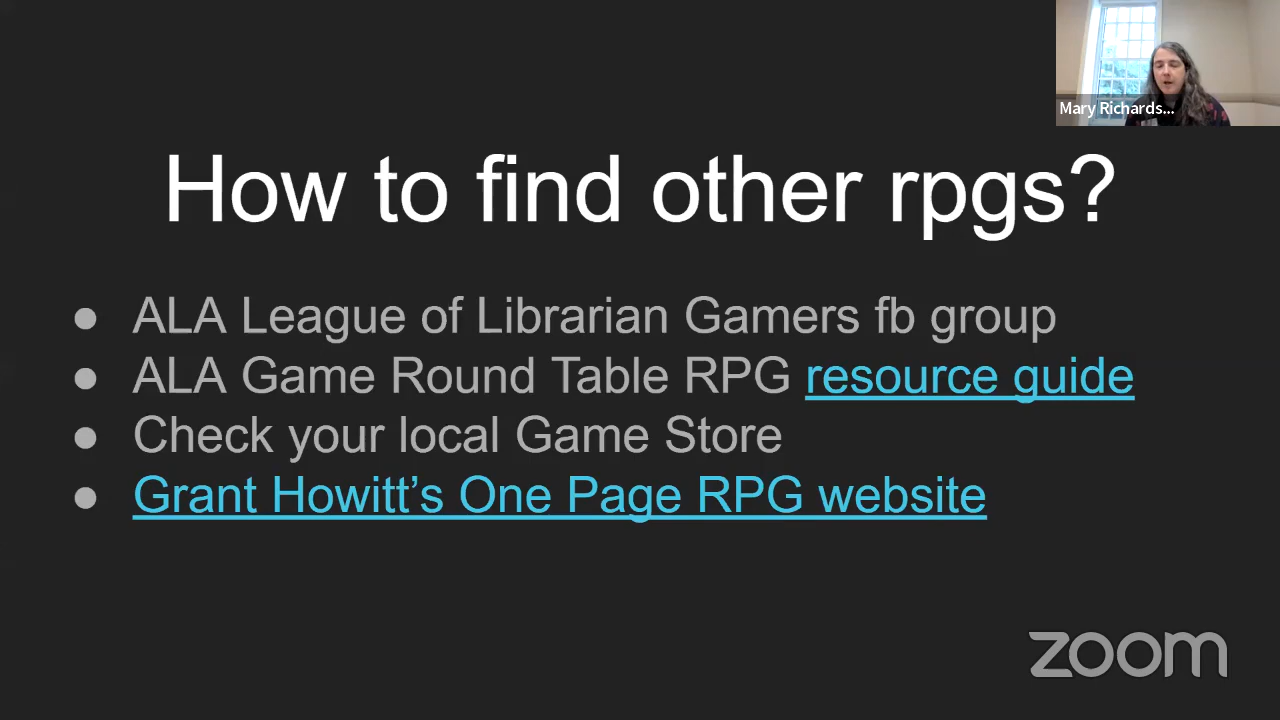 Mary Richards...
How to find other rpgs?
● ALA League of Librarian Gamers fb group
● ALA Game Round Table RPG resource guide
● Check your local Game Store
● Grant Howitt’s One Page RPG website
zoom